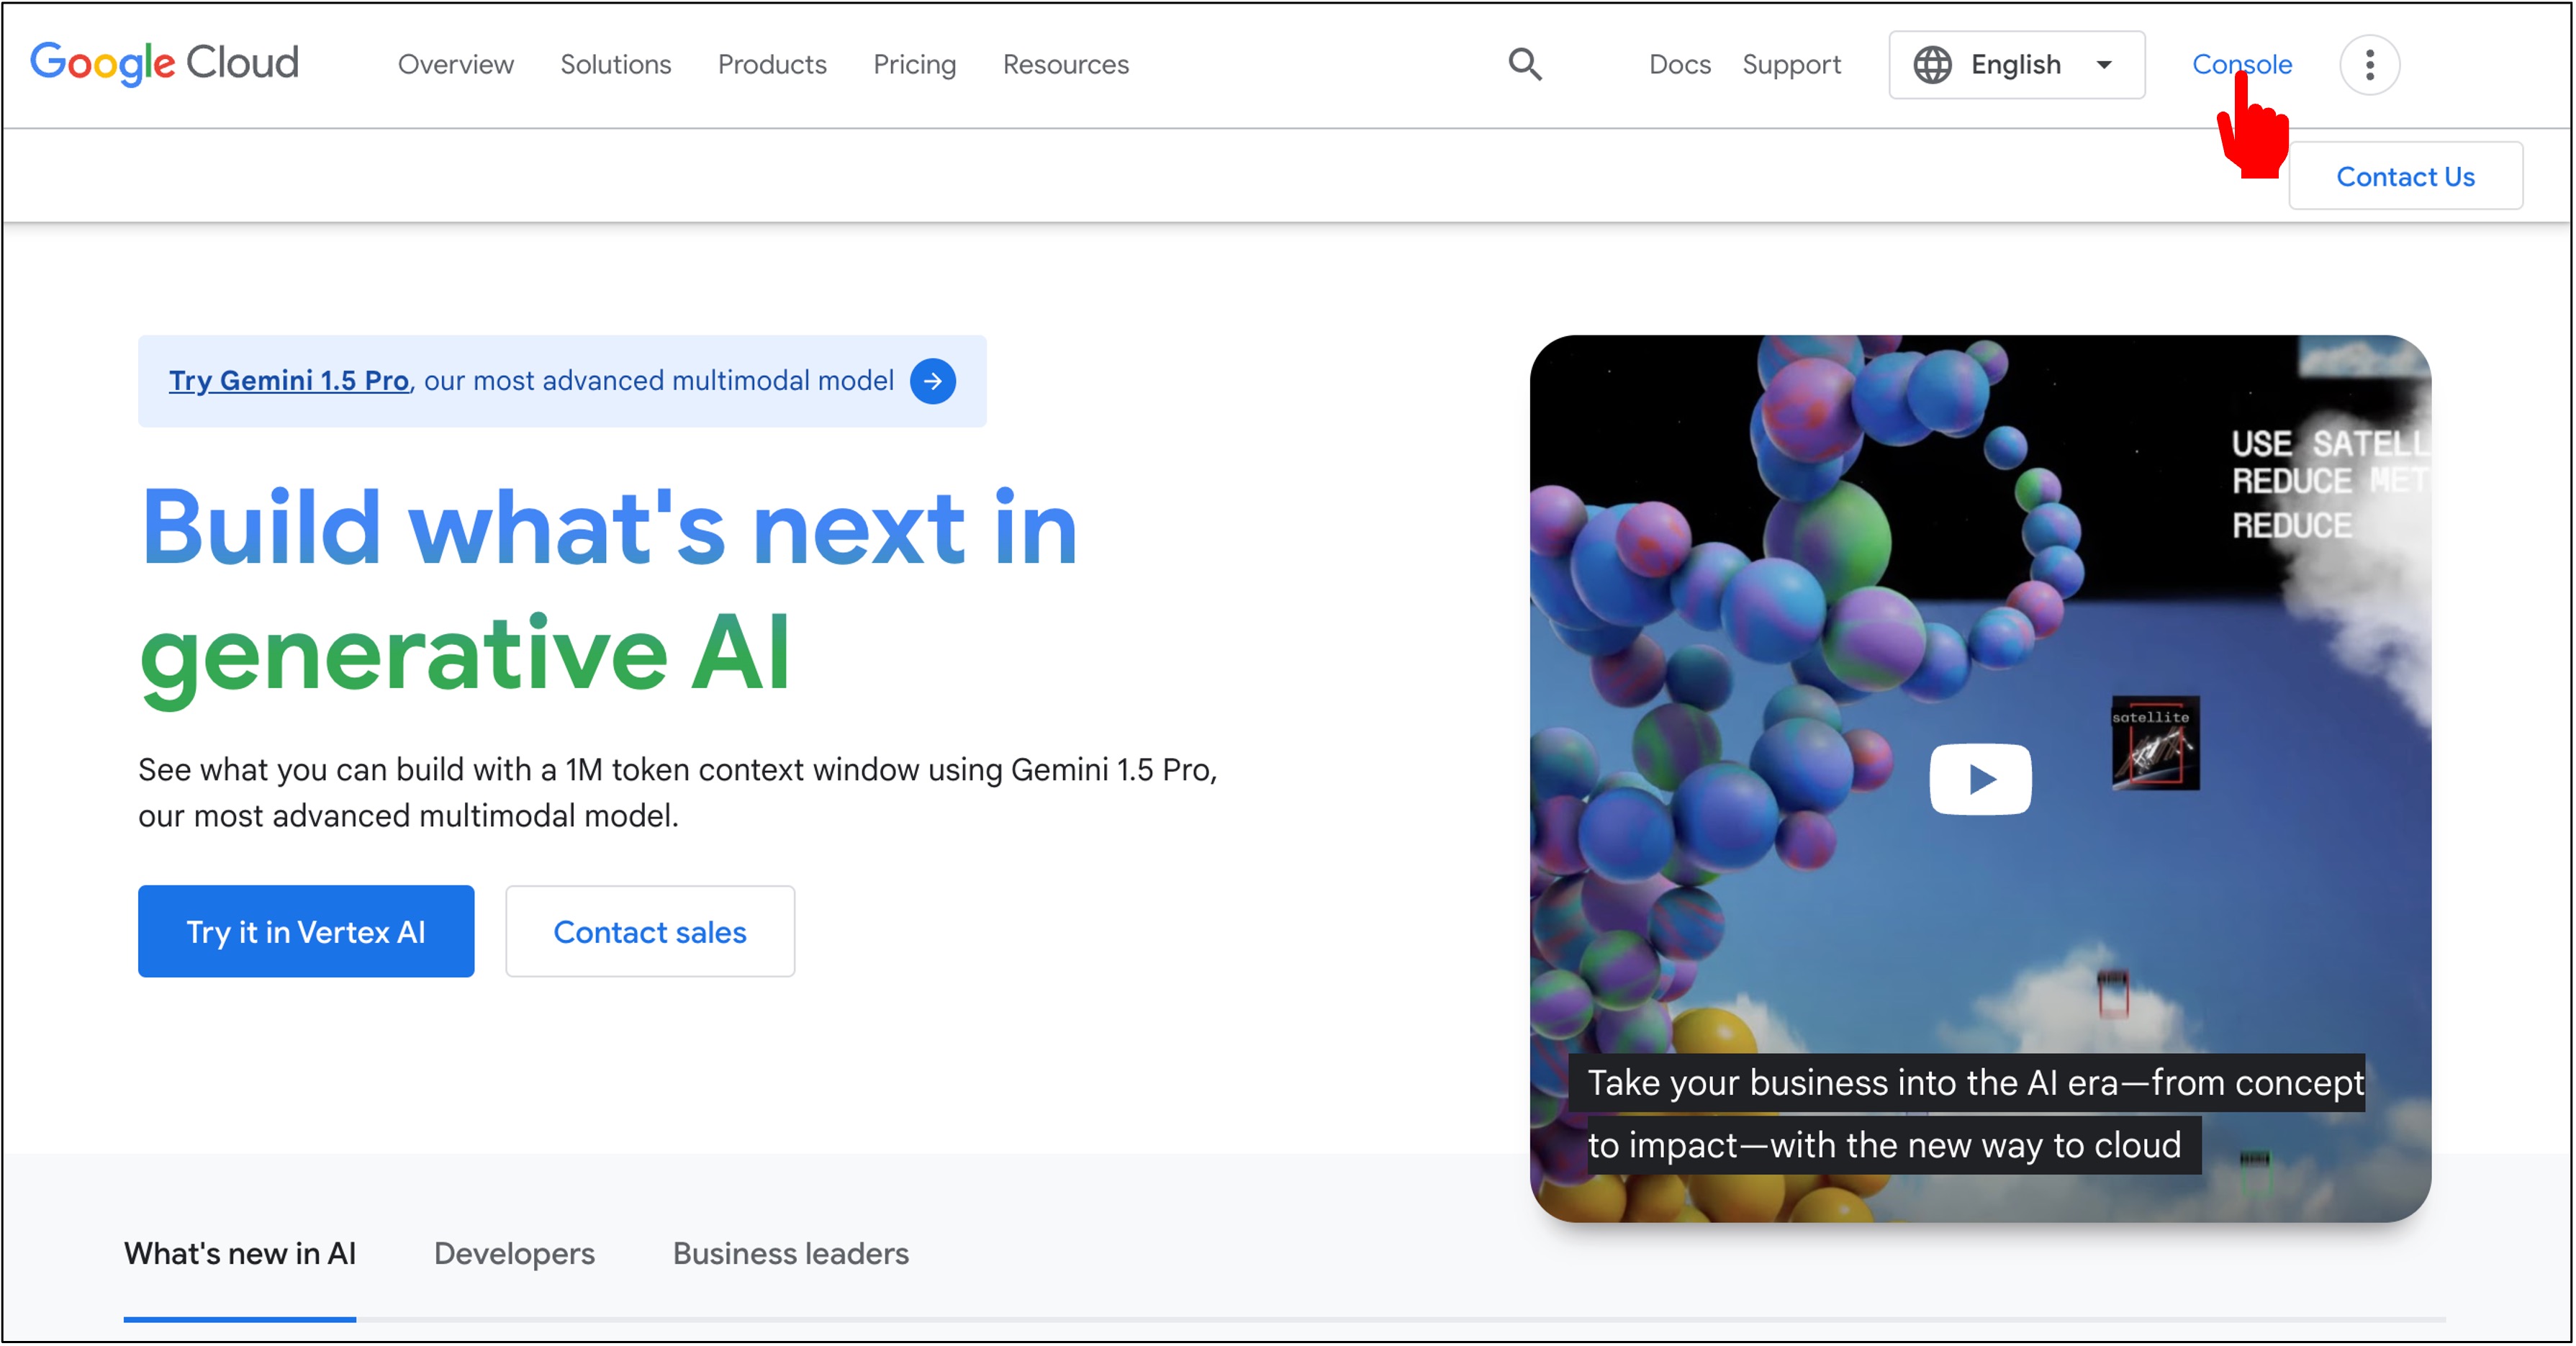 Google Cloud Overview Solutions Products Pricing Resources Docs Support English Console
Contact Us
Try Gemini 1.5 Pro, our most advanced multimodal model
Build what's next in
generative AI
See what you can build with a 1M token context window using Gemini 1.5 Pro,
our most advanced multimodal model.
Try it in Vertex AI Contact sales
USE SATELL
REDUCE MET
REDUCE
satellite
Take your business into the AI era—from concept
to impact—with the new way to cloud
What's new in AI Developers Business leaders